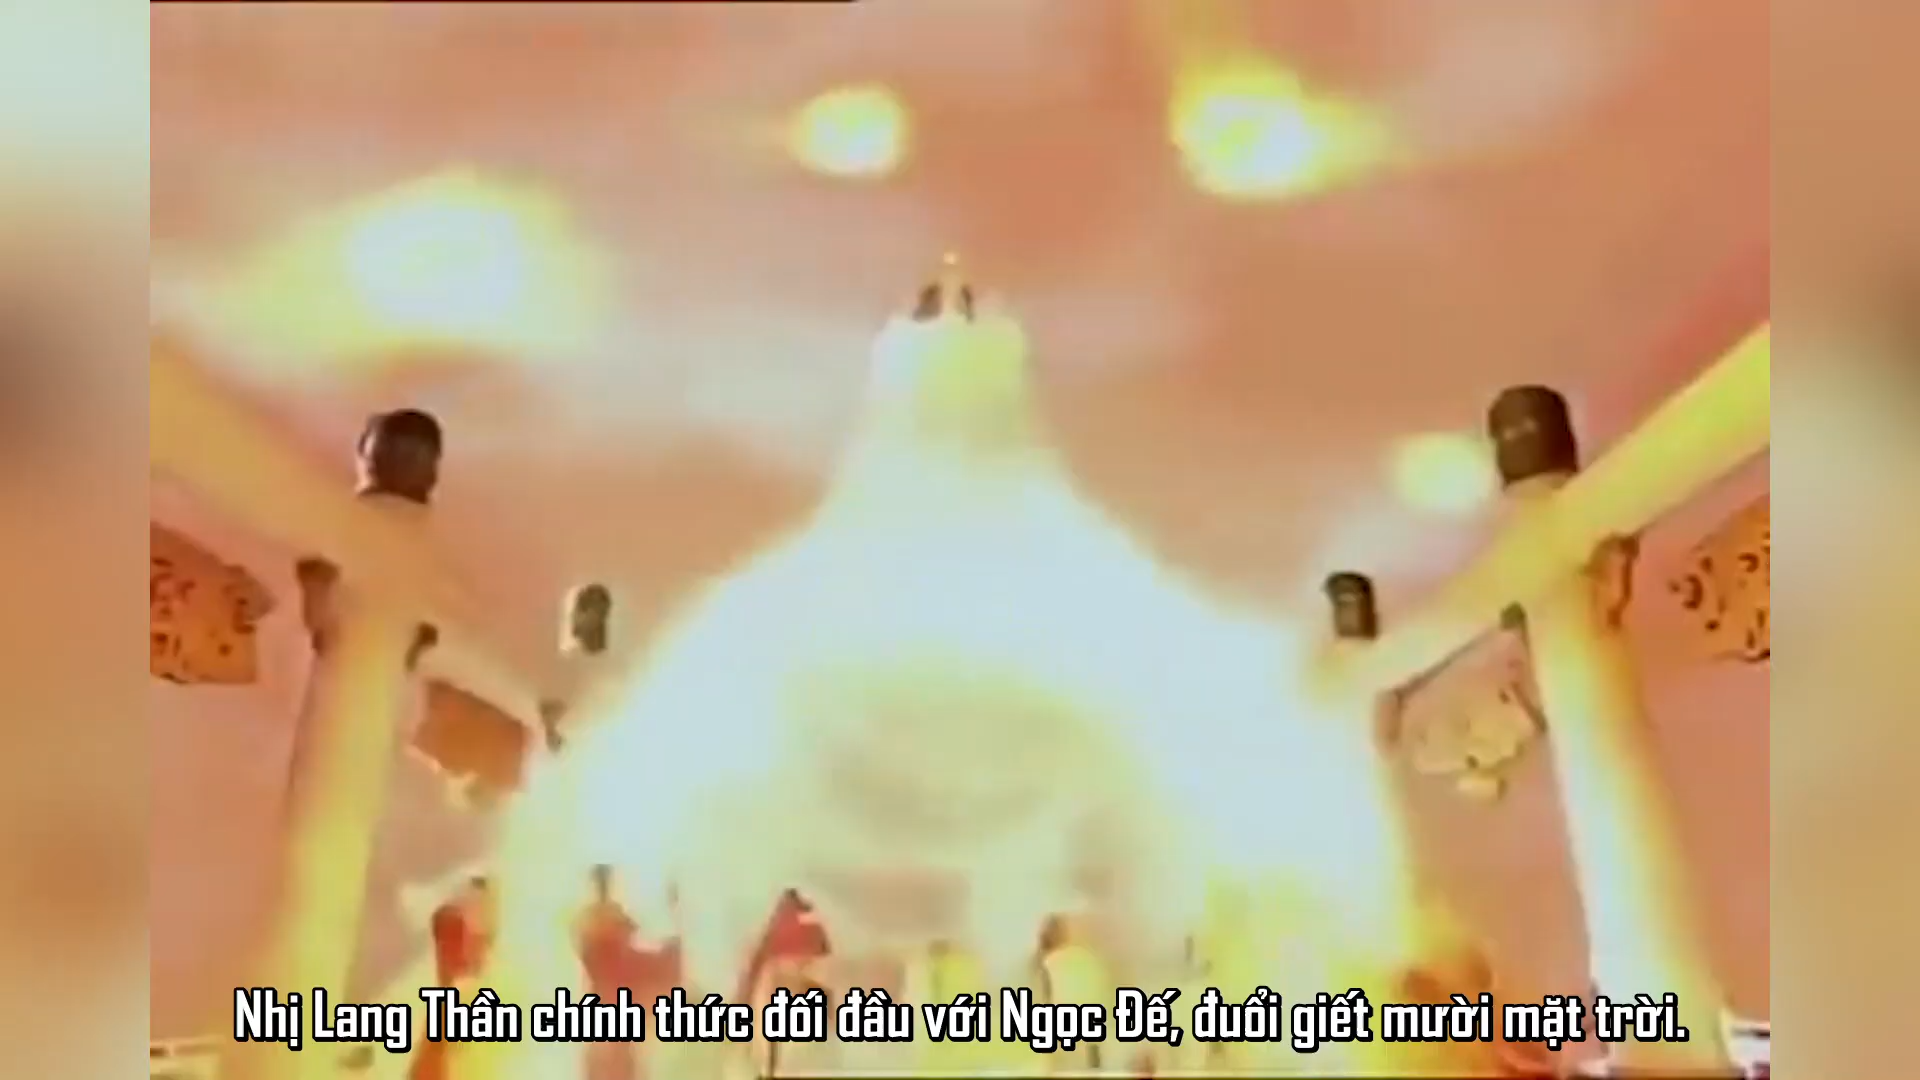 Nhị Lang Thần chính thức đối đầu với Ngọc Đế, đuổi giết mười mặt trời.